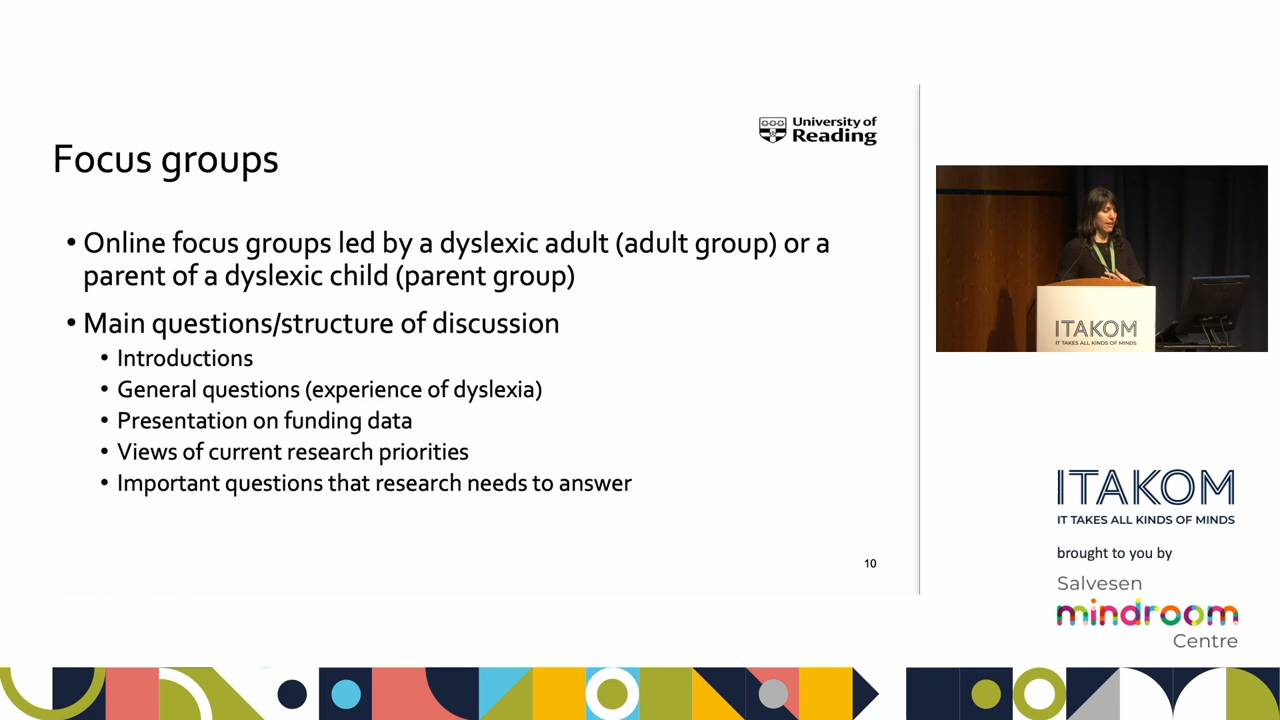 University of
Reading
Focus groups
• Online focus groups led by a dyslexic adult (adult group) or a
parent of a dyslexic child (parent group)
• Main questions/structure of discussion
• Introductions
• General questions (experience of dyslexia)
• Presentation on funding data
• Views of current research priorities
• Important questions that research needs to answer
10
ITAKOM
IT TAKES ALL KINDS OF MINDS
ITAKOM
IT TAKES ALL KINDS OF MINDS
brought to you by
Salvesen
mindroom
Centre